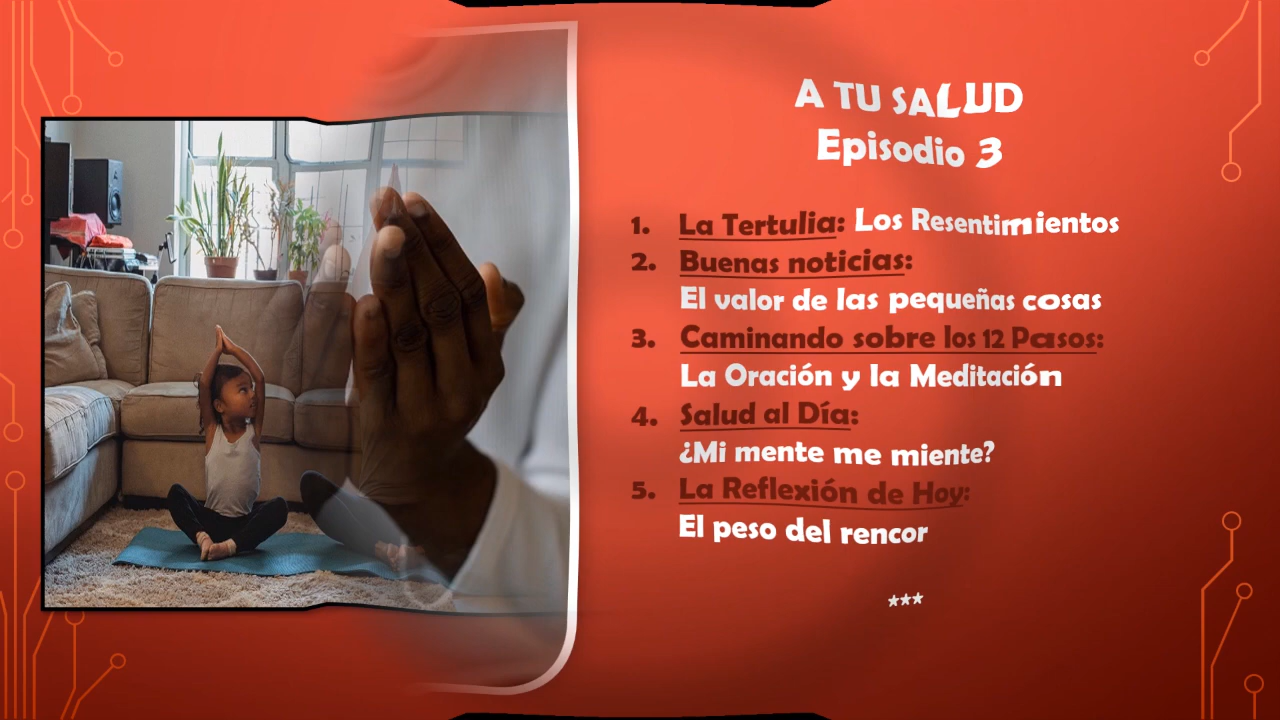 A TU SALUD
Episodio 3
1. La Tertulia: Los Resentimientos
2. Buenas noticias:
El valor de las pequeñas cosas
3. Caminando sobre los 12 Pasos:
La Oración y la Meditación
4. Salud al Día:
¿Mi mente me miente?
5. La Reflexión de Hoy:
El peso del rencor
***